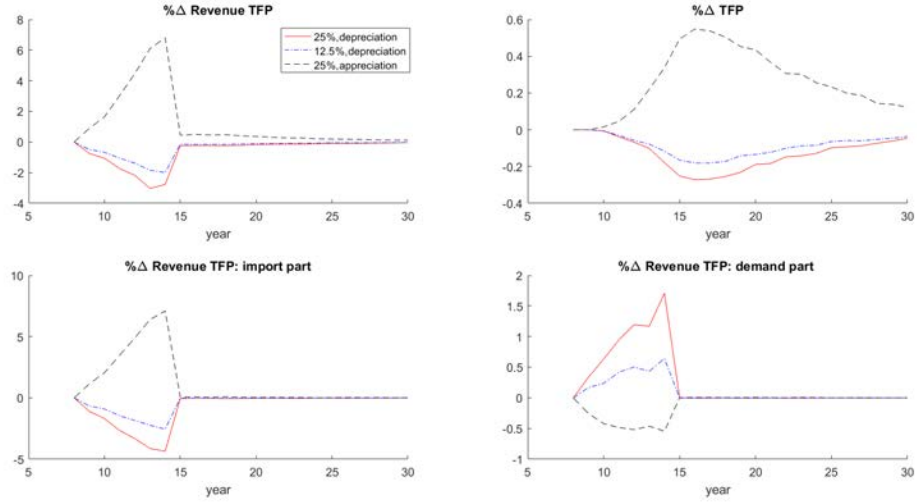 %Δ Revenue TFP
8
6
4
2
0
-2
-4
5 10 15 20 25 30
year
25%,depreciation
12.5%,depreciation
25%,appreciation
%Δ TFP
0.6
0.4
0.2
0
-0.2
-0.4
5 10 15 20 25 30
year
%Δ Revenue TFP: import part
10
5
0
-5
5 10 15 20 25 30
year
%Δ Revenue TFP: demand part
2
1.5
1
0.5
0
-0.5
-1
5 10 15 20 25 30
year